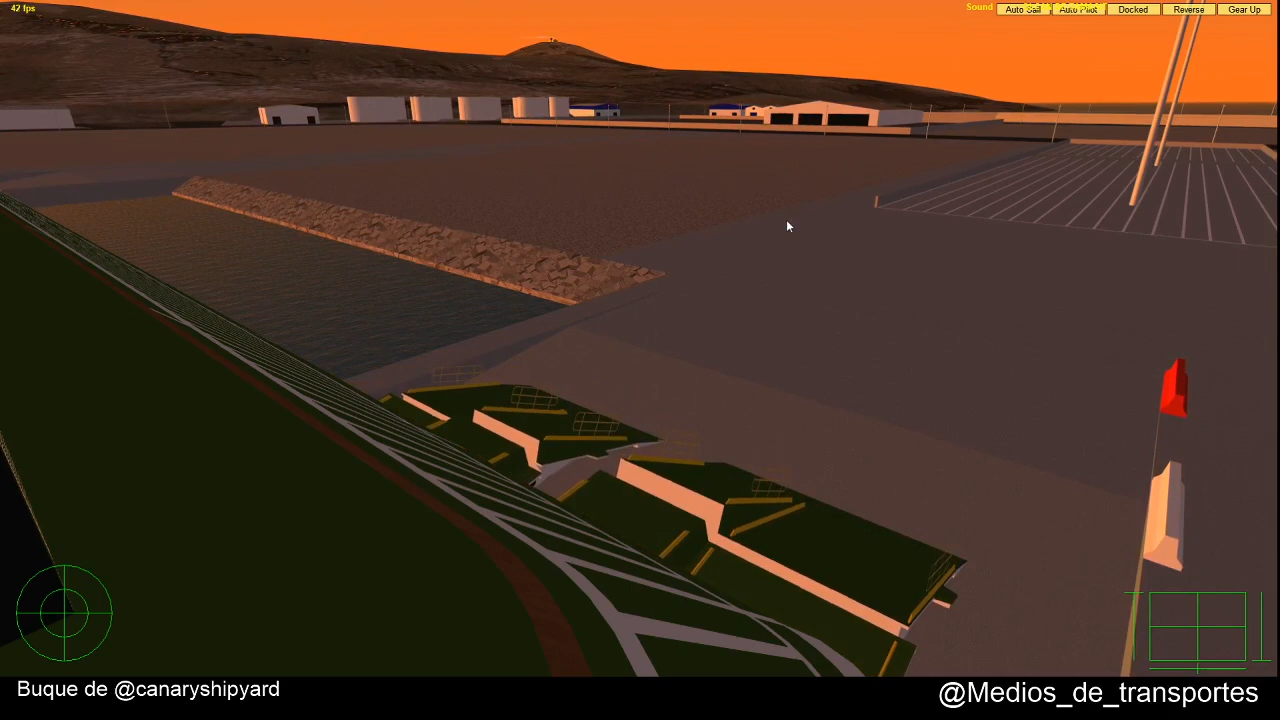 42 fps
Sound
Auto Sail
Auto Pilot
Docked
Reverse
Gear Up
Buque de @canaryshipyard
@Medios_de_transportes